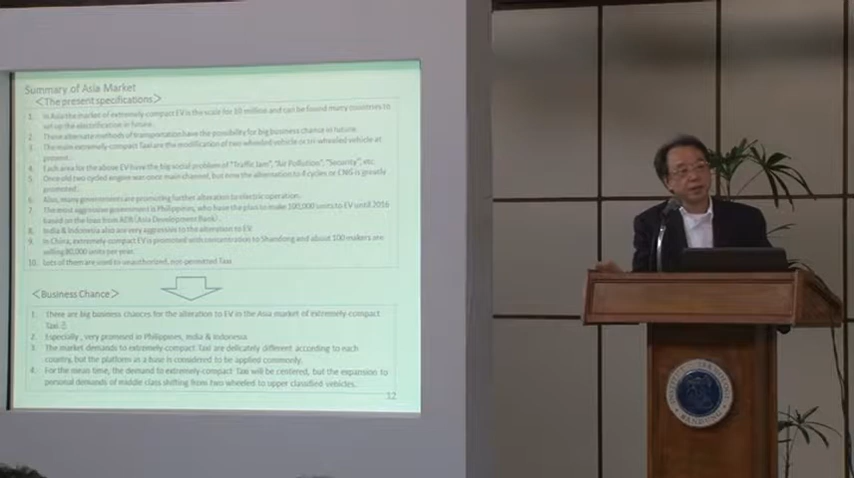 Summary of Asia Market
<The present specifications>
1. In Asia the market of extremely compact EV is the scale for 10 million and can be found many countries to
set up the electrification in future.
2. These alternate methods of transportation have the possibility for big business chance in future.
3. The main extremely compact Taxi are the modification of two wheeled vehicle or tri-wheeled vehicle at
present.
4. Each area for the above EV have the big social problem of "Traffic Jam", "Air Pollution", "Security", etc.
5. Once old two cycled engine was once main channel, but now the alternation to 4 cycles or CNG is greatly
promoted.
6. Also, many governments are promoting further alteration to electric operation.
7. The most aggressive government is Philippines, who have the plan to make 100,000 units to EV until 2016
based on the loan from ADB (Asia Development Bank).
8. India & Indonesia also are very aggressive to the alteration to EV
9. In China, extremely-compact EV is promoted with concentration to Shandong and about 100 makers are
selling 80,000 units per year.
10. Lots of them are used to unauthorized, non-permitted Taxi
<Business Chance>
1. There are big business chances for the alteration to EV in the Asia market of extremely-compact
Taxi
2. Especially, very promised in Philippines, India & Indonesia
3. The market demands to extremely-compact Taxi are delicately different according to each
country, but the platform as a base is considered to be applied commonly.
4. For the mean time, the demand to extremely-compact Taxi will be centered, but the expansion to
personal demands of middle class shifting from two wheeled to upper classified vehicles.
12
BANDUNG